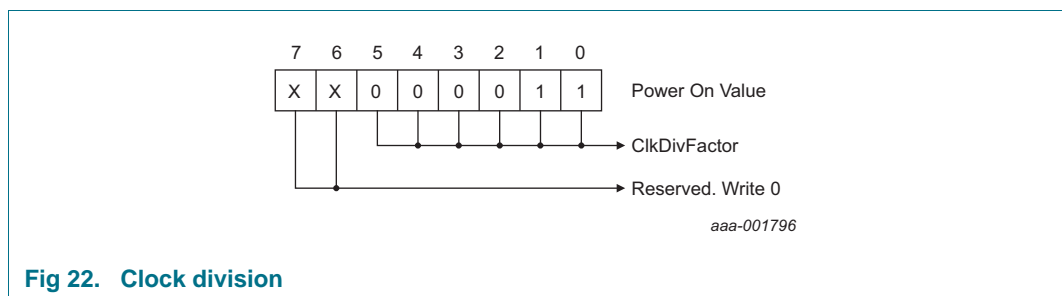 7 6 5 4 3 2 1 0
X X 0 0 0 0 1 1 Power On Value
ClkDivFactor
Reserved. Write 0
aaa-001796
Fig 22. Clock division